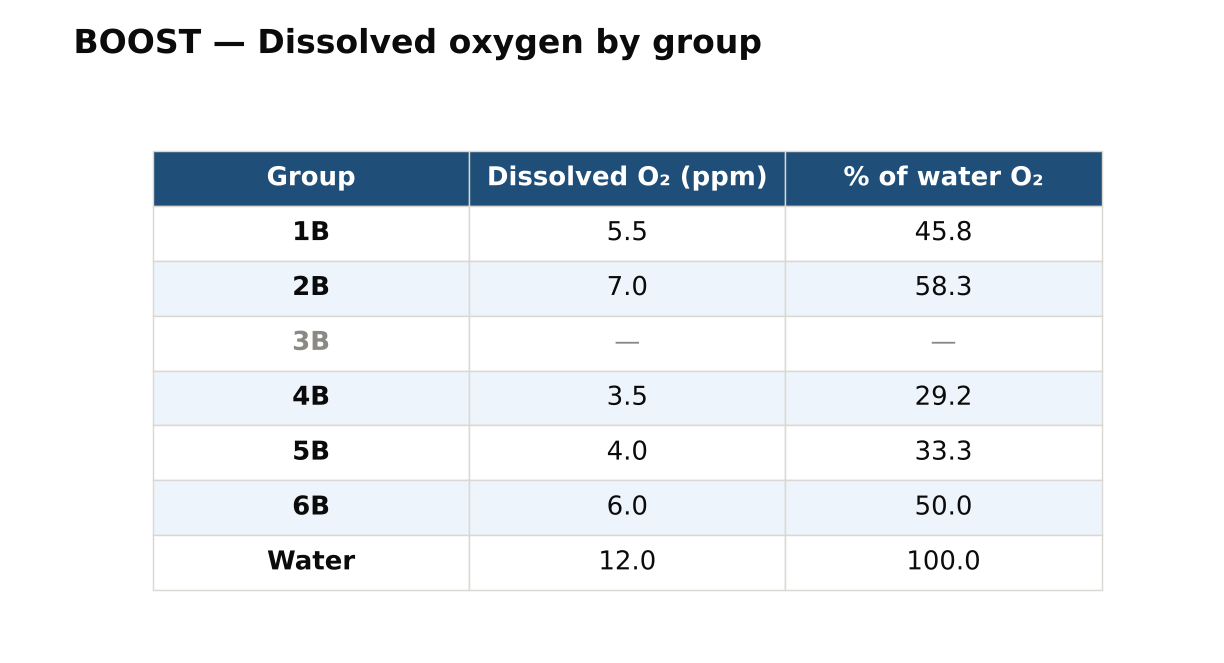 BOOST — Dissolved oxygen by group
Group Dissolved O₂ (ppm) % of water O₂
1B 5.5 45.8
2B 7.0 58.3
3B — —
4B 3.5 29.2
5B 4.0 33.3
6B 6.0 50.0
Water 12.0 100.0